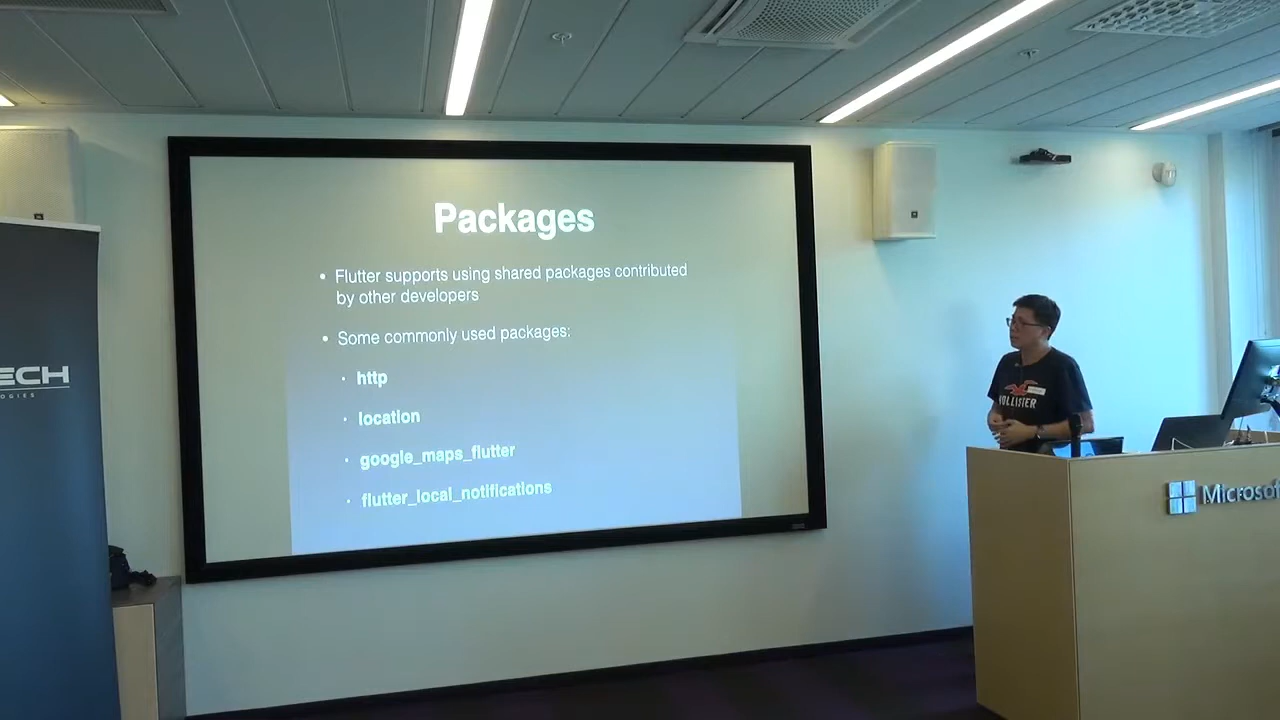 Packages
• Flutter supports using shared packages contributed
by other developers
• Some commonly used packages:
• http
• location
• google_maps_flutter
• flutter_local_notifications
ECH
OGIES
HOLLISTER
Microsof